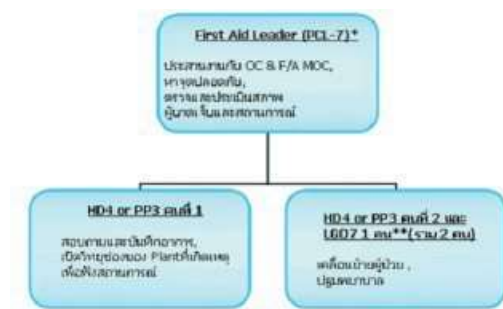 First Aid Leader (PCL-7)*
ประสานงานกับ OC & F/A MOC,
หาจุดปลอดภัย,
ตรวจและประเมินสภาพ
ผู้บาดเจ็บและสถานการณ์
HD4 or PP3 คนที่ 1
สอบถามและบันทึกอาการ,
เปิดวิทยุช่องของ Plantที่เกิดเหตุ
เพื่อฟังสถานการณ์
HD4 or PP3 คนที่ 2 และ
LGO7 1 คน**(รวม 2 คน)
เคลื่อนย้ายผู้ป่วย ,
ปฐมพยาบาล